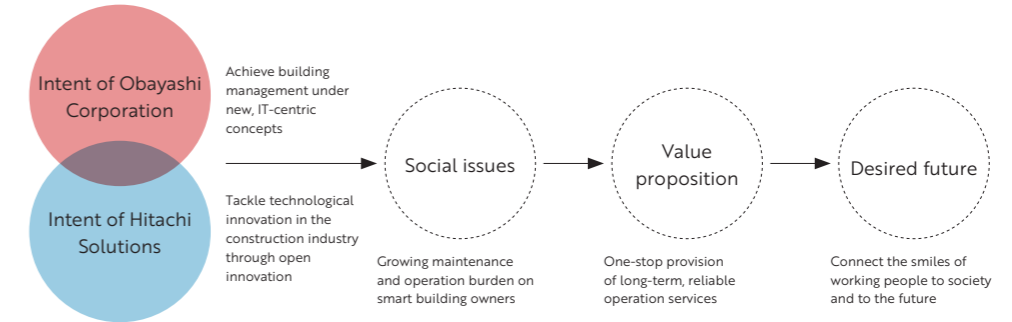 Intent of Obayashi
Corporation
Achieve building
management under
new, IT-centric
concepts
Intent of Hitachi
Solutions
Tackle technological
innovation in the
construction industry
through open
innovation
Social issues
Growing maintenance
and operation burden on
smart building owners
Value
proposition
One-stop provision
of long-term, reliable
operation services
Desired future
Connect the smiles of
working people to society
and to the future